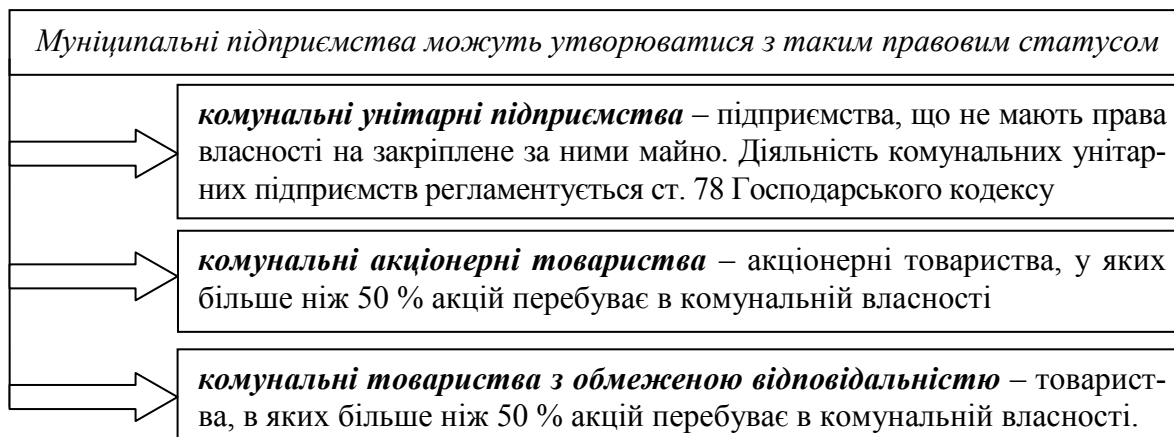 Муніципальні підприємства можуть утворюватися з таким правовим статусом
комунальні унітарні підприємства – підприємства, що не мають права
власності на закріплене за ними майно. Діяльність комунальних унітар-
них підприємств регламентується ст. 78 Господарського кодексу
комунальні акціонерні товариства – акціонерні товариства, у яких
більше ніж 50 % акцій перебуває в комунальній власності
комунальні товариства з обмеженою відповідальністю – товарист-
ва, в яких більше ніж 50 % акцій перебуває в комунальній власності.